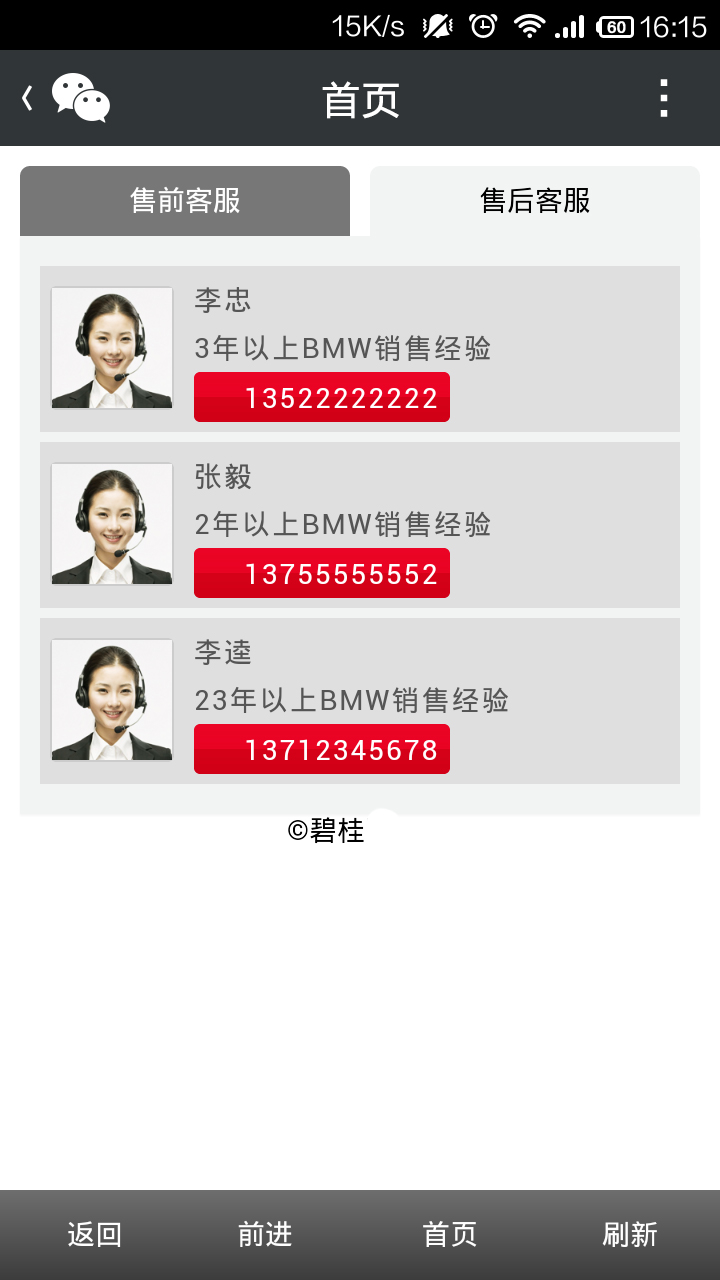 15K/s 60 16:15
首页
售前客服 售后客服
李忠
3年以上BMW销售经验
13522222222
张毅
2年以上BMW销售经验
13755555552
李逵
23年以上BMW销售经验
13712345678
©碧桂
返回 前进 首页 刷新